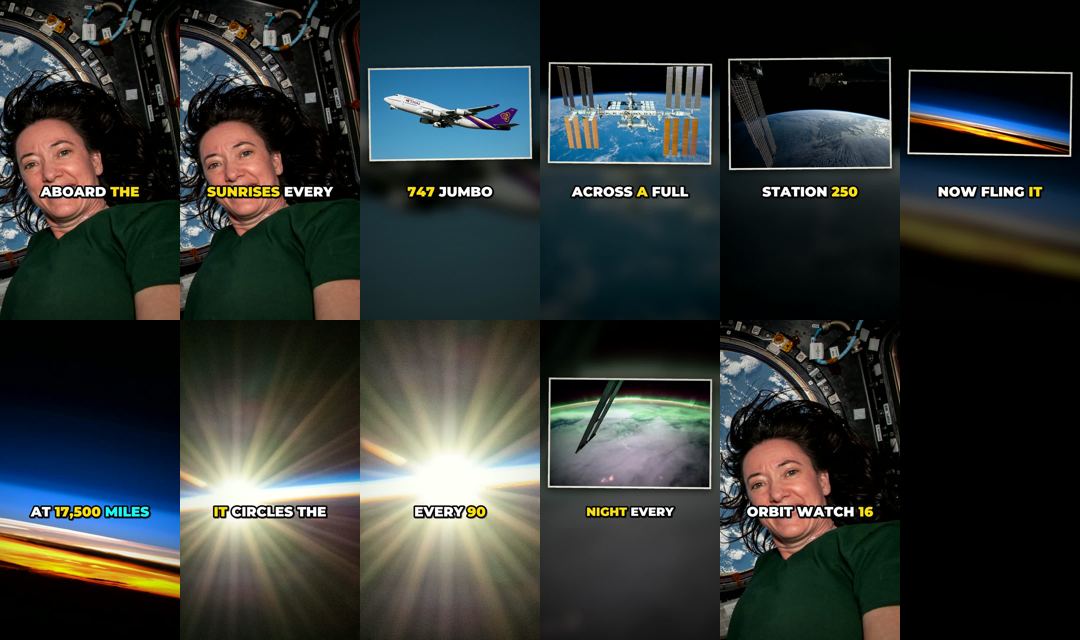 ABOARD THE
SUNRISES EVERY
747 JUMBO
ACROSS A FULL
STATION 250
NOW FLING IT
AT 17,500 MILES
IT CIRCLES THE
EVERY 90
NIGHT EVERY
ORBIT WATCH 16